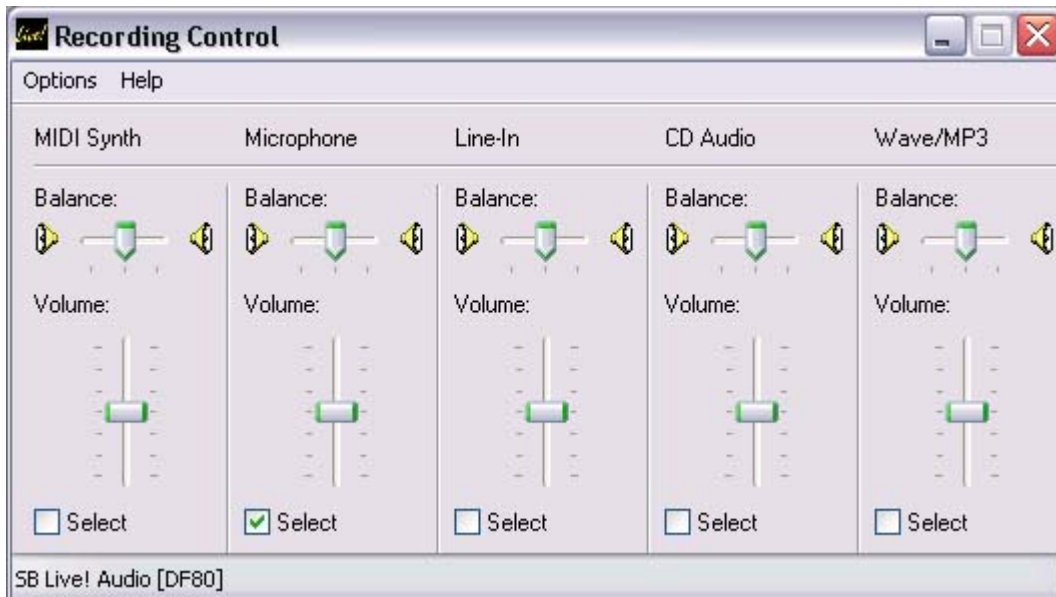 Live! Recording Control
Options Help
MIDI Synth Microphone Line-In CD Audio Wave/MP3
Balance: Balance: Balance: Balance: Balance:
Volume: Volume: Volume: Volume: Volume:
Select Select Select Select Select
SB Live! Audio [DF80]